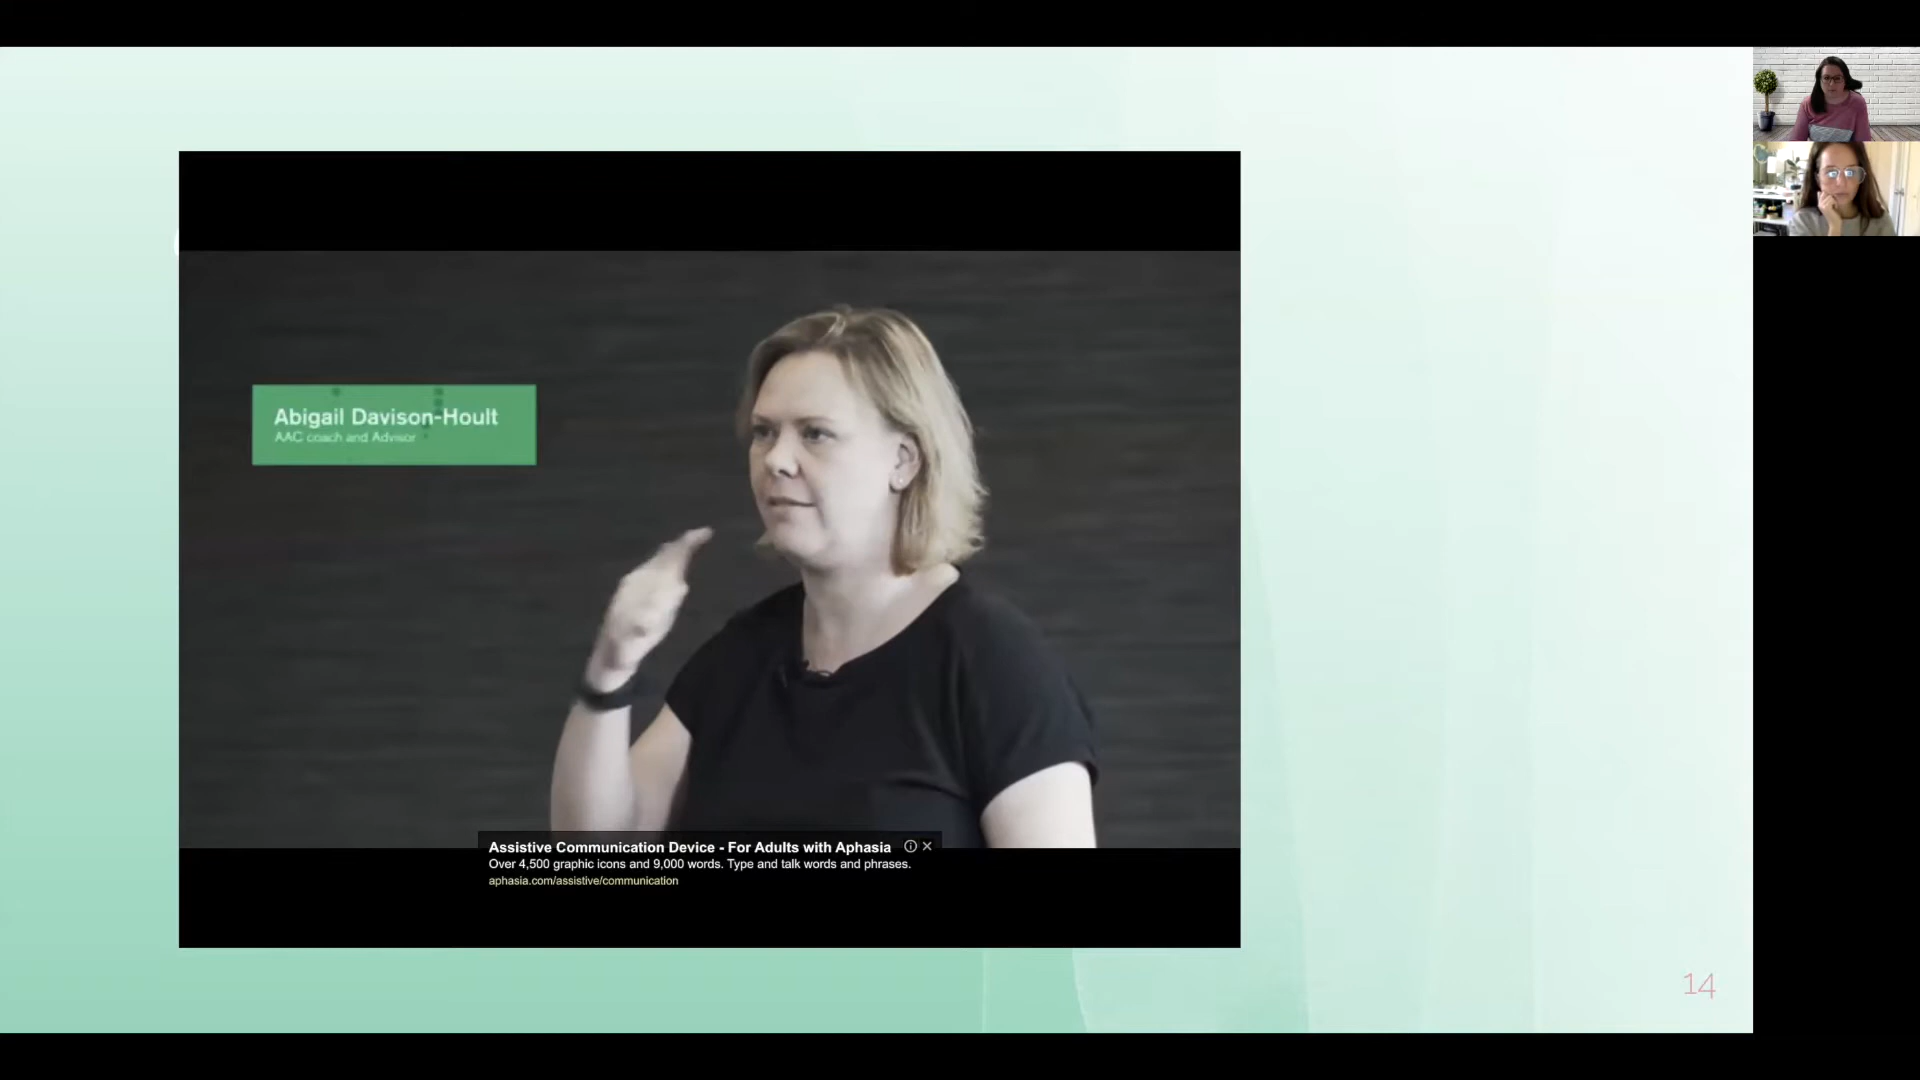 Abigail Davison-Hoult
AAC coach and Advisor
Assistive Communication Device - For Adults with Aphasia
Over 4,500 graphic icons and 9,000 words. Type and talk words and phrases.
aphasia.com/assistive/communication
14